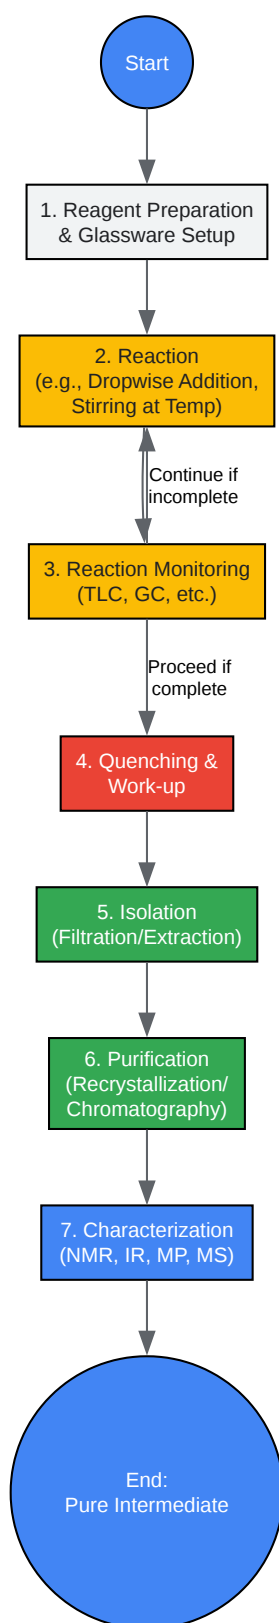 Start
1. Reagent Preparation
& Glassware Setup
2. Reaction
(e.g., Dropwise Addition,
Stirring at Temp)
Continue if
incomplete
3. Reaction Monitoring
(TLC, GC, etc.)
Proceed if
complete
4. Quenching &
Work-up
5. Isolation
(Filtration/Extraction)
6. Purification
(Recrystallization/
Chromatography)
7. Characterization
(NMR, IR, MP, MS)
End:
Pure Intermediate